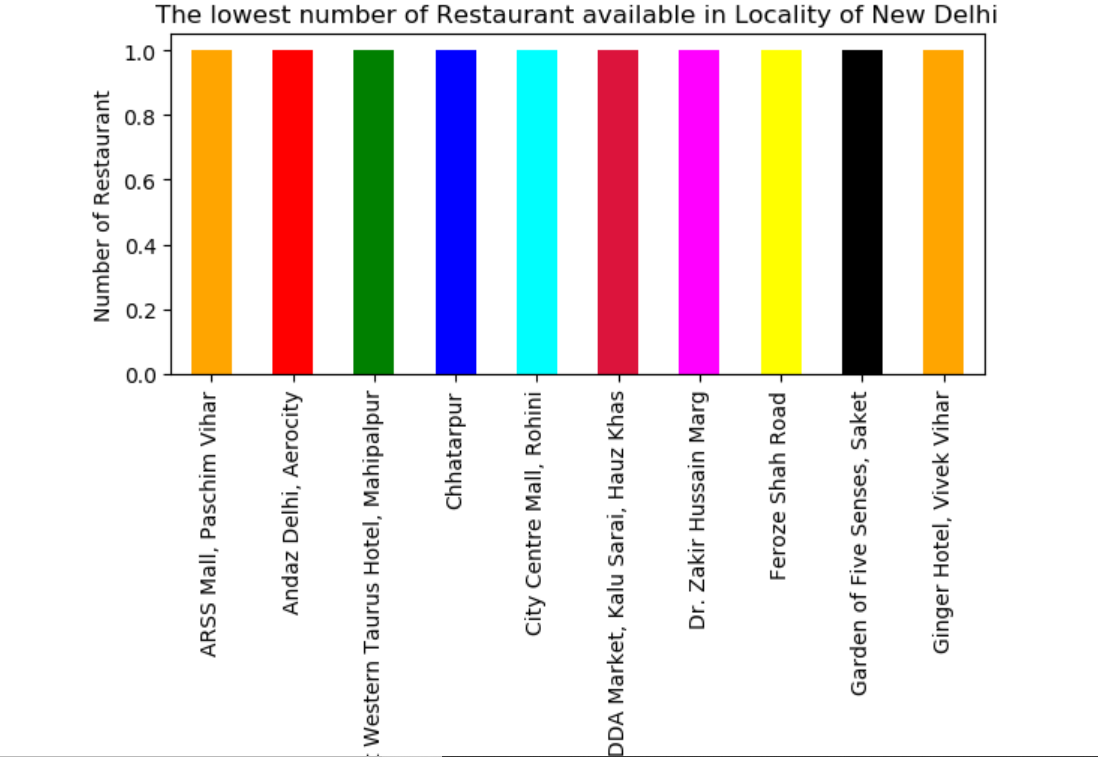 The lowest number of Restaurant available in Locality of New Delhi
Number of Restaurant
1.0
0.8
0.6
0.4
0.2
0.0
ARSS Mall, Paschim Vihar
Andaz Delhi, Aerocity
Western Taurus Hotel, Mahipalpur
Chhatarpur
City Centre Mall, Rohini
DDA Market, Kalu Sarai, Hauz Khas
Dr. Zakir Hussain Marg
Feroze Shah Road
Garden of Five Senses, Saket
Ginger Hotel, Vivek Vihar